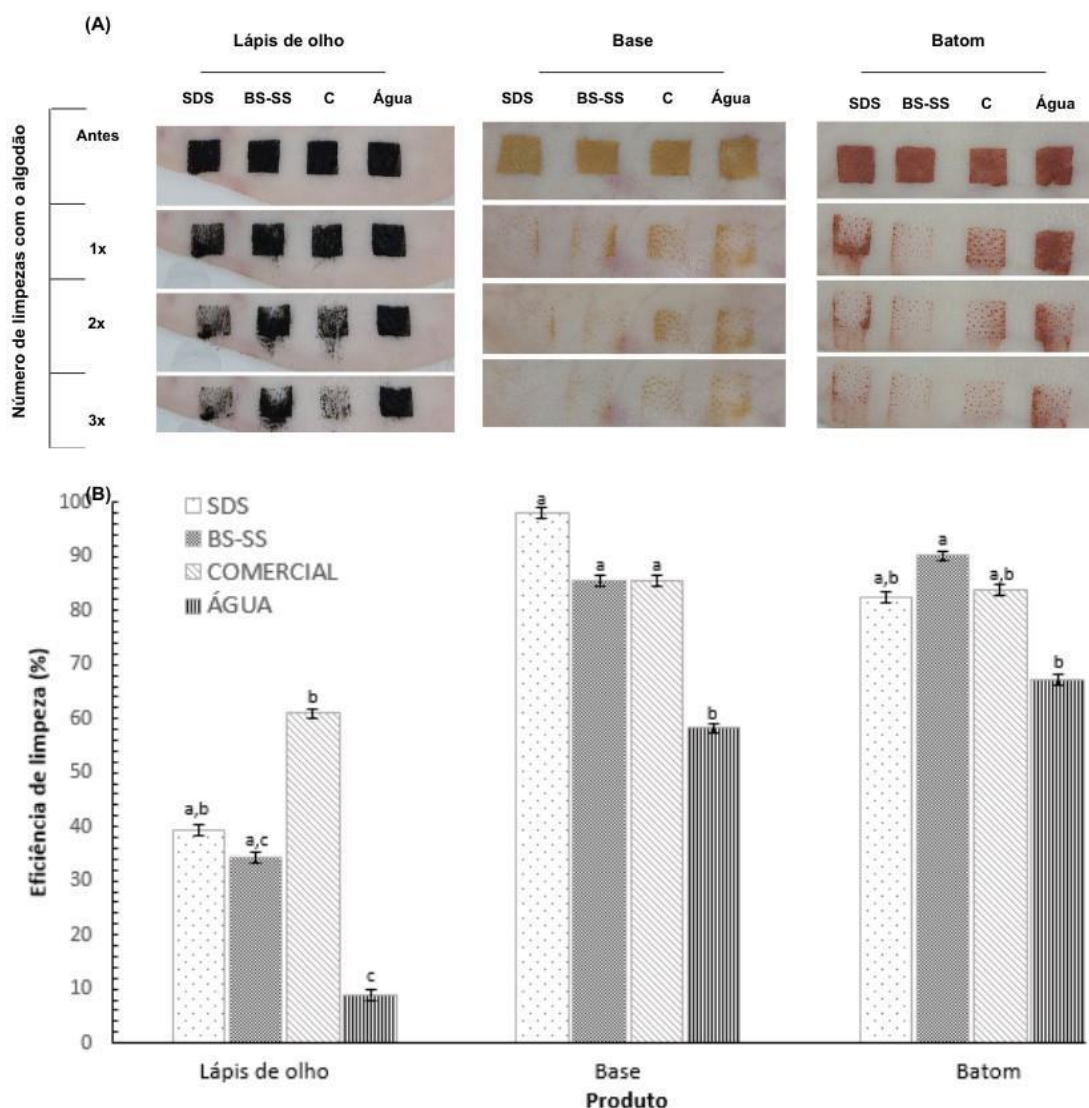 (A)
Lápis de olho Base Batom
SDS BS-SS C Água SDS BS-SS C Água SDS BS-SS C Água
Número de limpezas com o algodão
Antes
1x
2x
3x
(B)
Eficiência de limpeza (%)
100
90
80
70
60
50
40
30
20
10
0
SDS
BS-SS
COMERCIAL
ÁGUA
a,b a,c b c
a a a b
a,b a a,b b
Lápis de olho Base Batom
Produto